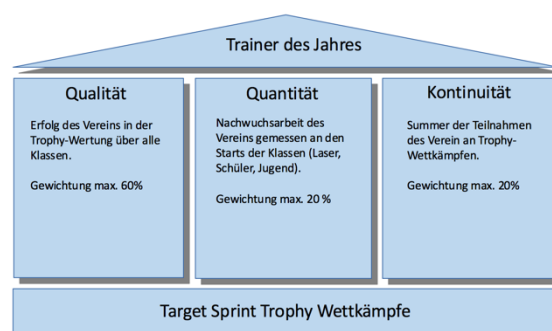 Trainer des Jahres
Qualität
Erfolg des Vereins in der
Trophy-Wertung über alle
Klassen.
Gewichtung max. 60%
Quantität
Nachwuchsarbeit des
Vereins gemessen an den
Starts der Klassen (Laser,
Schüler, Jugend).
Gewichtung max. 20 %
Kontinuität
Summer der Teilnahmen
des Verein an Trophy-
Wettkämpfen.
Gewichtung max. 20%
Target Sprint Trophy Wettkämpfe